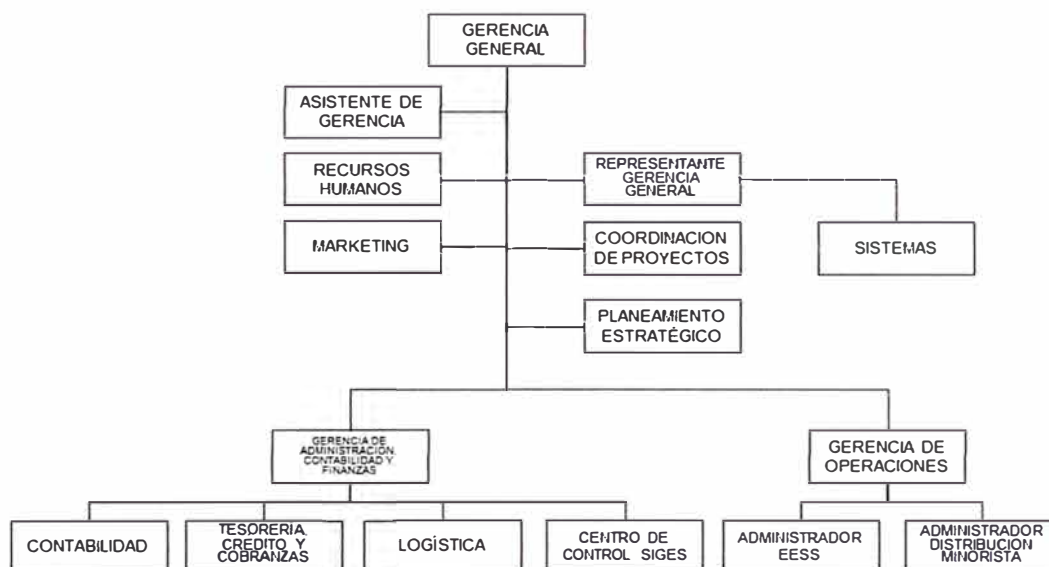 GERENCIA
GENERAL
ASISTENTE DE
GERENCIA
RECURSOS
HUMANOS
REPRESENTANTE
GERENCIA
GENERAL
MARKETING
COORDINACION
DE PROYECTOS
SISTEMAS
PLANEAMIENTO
ESTRATÉGICO
GERENCIA DE
ADMINISTRACION,
CONTABILIDAD Y
FINANZAS
GERENCIA DE
OPERACIONES
CONTABILIDAD
TESORERIA,
CREDITO Y
COBRANZAS
LOGÍSTICA
CENTRO DE
CONTROL SIGES
ADMINISTRADOR
EESS
ADMINISTRADOR
DISTRIBUCION
MINORISTA